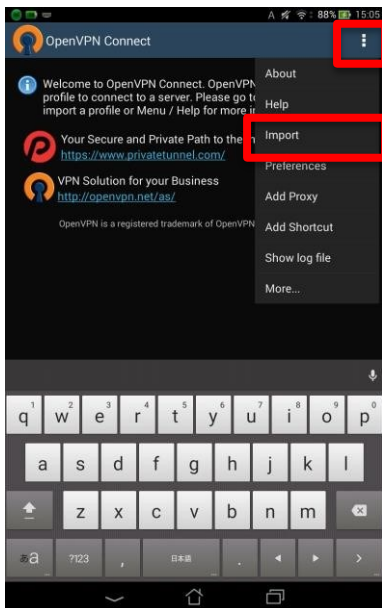 A 88% 15:05
OpenVPN Connect
Welcome to OpenVPN Connect. OpenVPN
profile to connect to a server. Please go to
import a profile or Menu / Help for more
Your Secure and Private Path to the
https://www.privatetunnel.com/
VPN Solution for your Business
http://openvpn.net/as/
OpenVPN is a registered trademark of OpenVPN
About
Help
Import
Preferences
Add Proxy
Add Shortcut
Show log file
More...
q 1 w 2 e 3 r 4 t 5 y 6 u 7 i 8 o 9 p 0
a s d f g h j k l
z x c v b n m
あa ?123 , 日本語 .